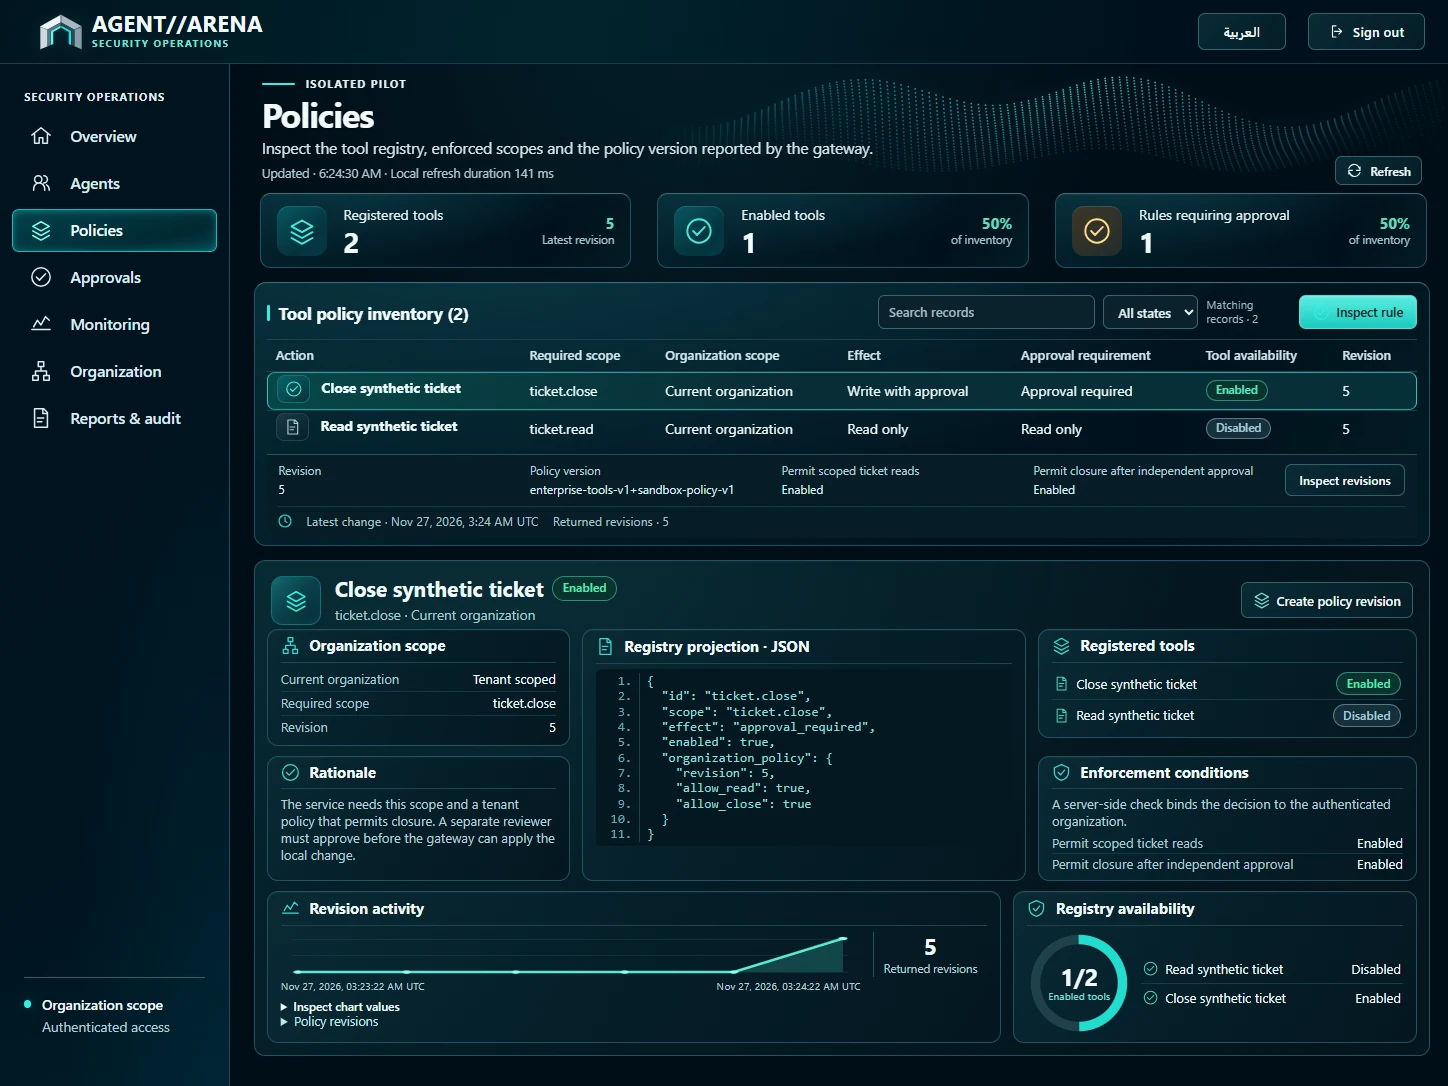 AGENT//ARENA
SECURITY OPERATIONS
العربية
Sign out
SECURITY OPERATIONS
Overview
Agents
Policies
Approvals
Monitoring
Organization
Reports & audit
Organization scope
Authenticated access
ISOLATED PILOT
Policies
Inspect the tool registry, enforced scopes and the policy version reported by the gateway.
Updated · 6:24:30 AM · Local refresh duration 141 ms
Refresh
Registered tools
2
5
Latest revision
Enabled tools
1
50%
of inventory
Rules requiring approval
1
50%
of inventory
Tool policy inventory (2)
Search records
All states
Matching
records · 2
Inspect rule
Action Required scope Organization scope Effect Approval requirement Tool availability Revision
Close synthetic ticket ticket.close Current organization Write with approval Approval required Enabled 5
Read synthetic ticket ticket.read Current organization Read only Read only Disabled 5
Revision Policy version Permit scoped ticket reads Permit closure after independent approval
5 enterprise-tools-v1+sandbox-policy-v1 Enabled Enabled
Inspect revisions
Latest change · Nov 27, 2026, 3:24 AM UTC Returned revisions · 5
Close synthetic ticket Enabled
ticket.close · Current organization
Create policy revision
Organization scope
Current organization Tenant scoped
Required scope ticket.close
Revision 5
Rationale
The service needs this scope and a tenant
policy that permits closure. A separate reviewer
must approve before the gateway can apply the
local change.
Registry projection · JSON
1. {
2. "id": "ticket.close",
3. "scope": "ticket.close",
4. "effect": "approval_required",
5. "enabled": true,
6. "organization_policy": {
7. "revision": 5,
8. "allow_read": true,
9. "allow_close": true
10. }
11. }
Registered tools
Close synthetic ticket Enabled
Read synthetic ticket Disabled
Enforcement conditions
A server-side check binds the decision to the authenticated
organization.
Permit scoped ticket reads Enabled
Permit closure after independent approval Enabled
Revision activity
Nov 27, 2026, 03:23:22 AM UTC Nov 27, 2026, 03:24:22 AM UTC
5
Returned revisions
Inspect chart values
Policy revisions
Registry availability
1/2
Enabled tools
Read synthetic ticket Disabled
Close synthetic ticket Enabled